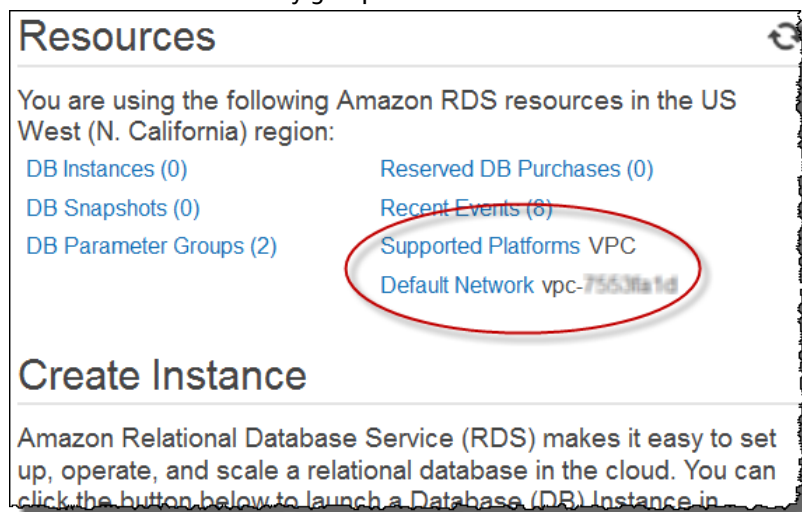 Resources
You are using the following Amazon RDS resources in the US
West (N. California) region:
DB Instances (0)
Reserved DB Purchases (0)
DB Snapshots (0)
Recent Events (8)
DB Parameter Groups (2)
Supported Platforms VPC
Default Network vpc-
Create Instance
Amazon Relational Database Service (RDS) makes it easy to set
up, operate, and scale a relational database in the cloud. You can
click the button below to launch a Database (DB) Instance in